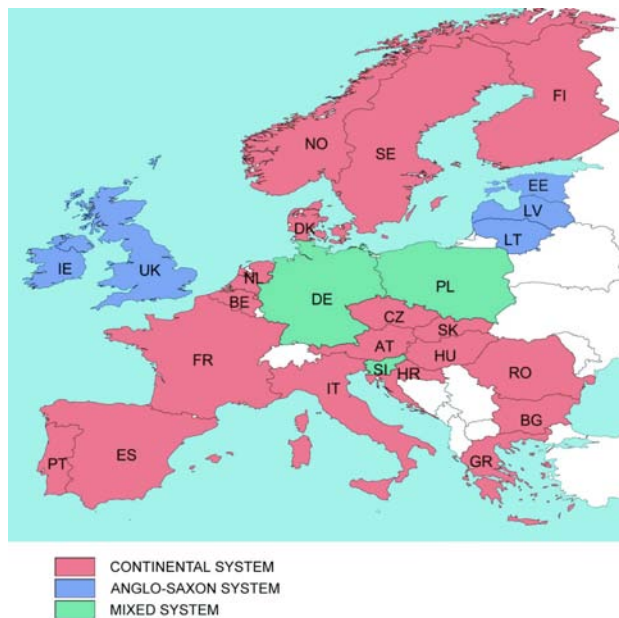 FI
NO
SE
EE
LV
DK
LT
IE
UK
NL
DE
PL
BE
CZ
SK
FR
AT
HU
SI
HR
RO
IT
BG
PT
ES
GR
CONTINENTAL SYSTEM
ANGLO-SAXON SYSTEM
MIXED SYSTEM